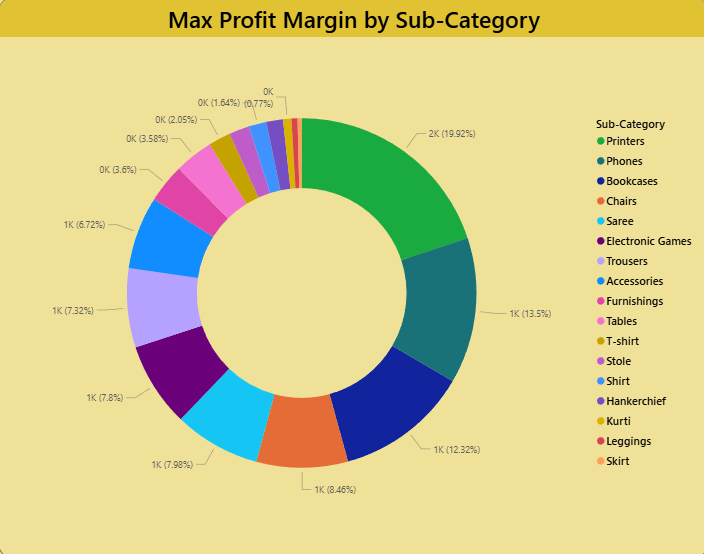 Max Profit Margin by Sub-Category
0K
0K (1.64%)
(0.77%)
0K (2.05%)
2K (19.92%)
0K (3.58%)
0K (3.6%)
1K (6.72%)
1K (7.32%)
1K (13.5%)
1K (7.8%)
1K (12.32%)
1K (7.98%)
1K (8.46%)
Sub-Category
Printers
Phones
Bookcases
Chairs
Saree
Electronic Games
Trousers
Accessories
Furnishings
Tables
T-shirt
Stole
Shirt
Hankerchief
Kurti
Leggings
Skirt